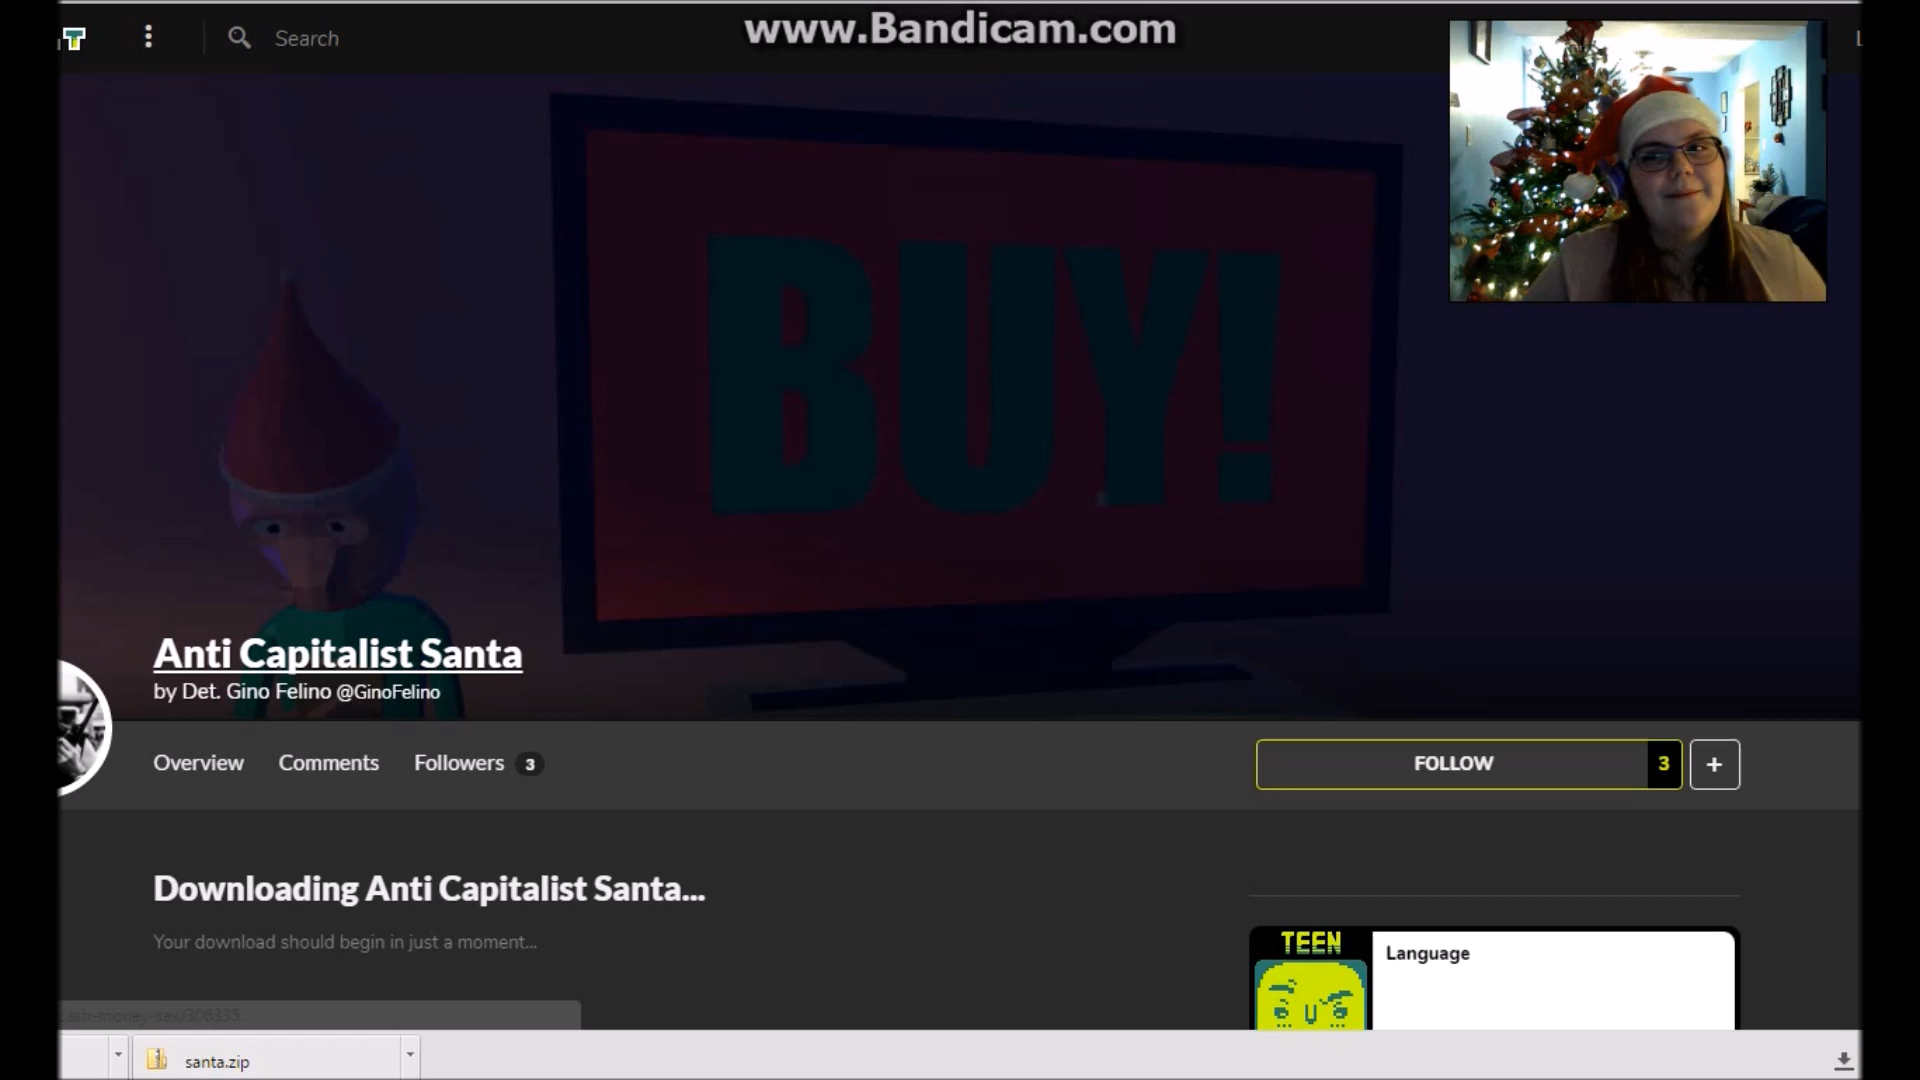 www.Bandicam.com
Search
BUY!
Anti Capitalist Santa
by Det. Gino Felino @GinoFelino
Overview Comments Followers 3
FOLLOW 3 +
Downloading Anti Capitalist Santa...
Your download should begin in just a moment...
TEEN
Language
santa.zip